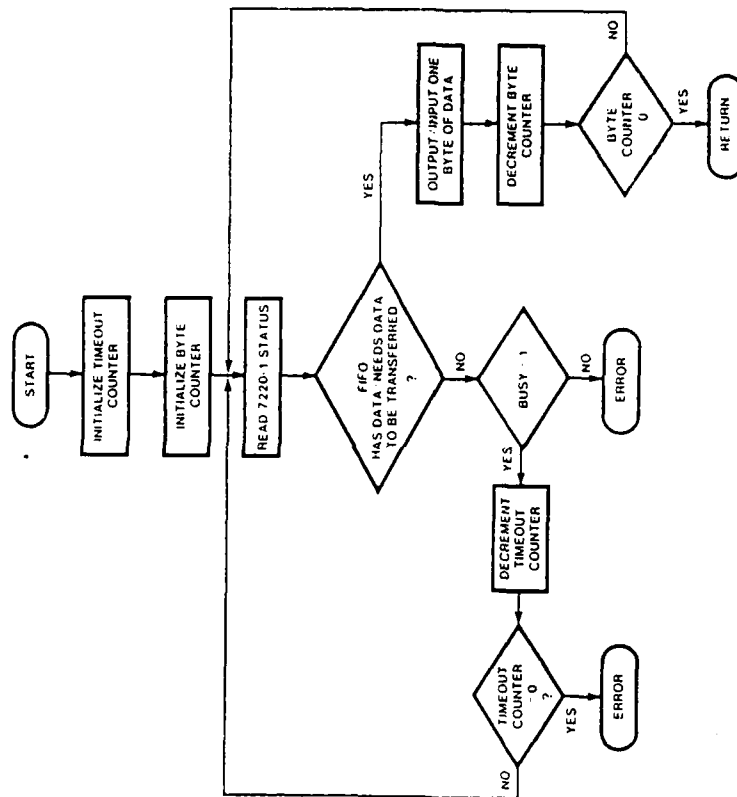 START
INITIALIZE TIMEOUT
COUNTER
INITIALIZE BYTE
COUNTER
READ 7220-1 STATUS
FIFO
HAS DATA/NEEDS DATA
TO BE TRANSFERRED
?
YES
OUTPUT/INPUT ONE
BYTE OF DATA
DECREMENT BYTE
COUNTER
BYTE
COUNTER
0
NO
YES
RETURN
NO
BUSY - 1
NO
ERROR
YES
DECREMENT
TIMEOUT
COUNTER
TIMEOUT
COUNTER
0
?
YES
ERROR
NO